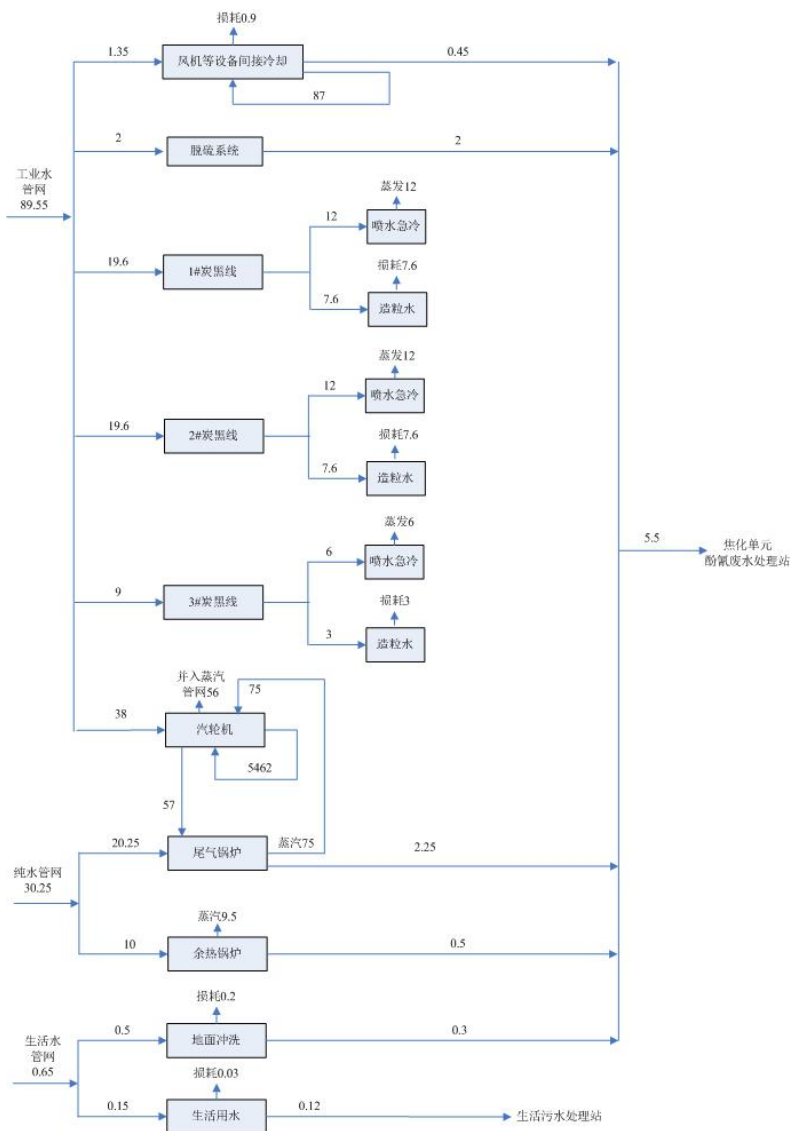 损耗0.9
1.35
风机等设备间接冷却
0.45
87
2
脱硫系统
2
工业水
管网
89.55
蒸发12
12
喷水急冷
19.6
1#炭黑线
损耗7.6
7.6
造粒水
蒸发12
12
喷水急冷
19.6
2#炭黑线
损耗7.6
7.6
造粒水
5.5
焦化单元
酚氰废水处理站
蒸发6
6
喷水急冷
9
3#炭黑线
损耗3
3
造粒水
并入蒸汽
管网56
75
38
汽轮机
5462
57
20.25
尾气锅炉
蒸汽75
2.25
纯水管网
30.25
蒸汽9.5
10
余热锅炉
0.5
损耗0.2
0.5
地面冲洗
0.3
生活水
管网
0.65
损耗0.03
0.15
生活用水
0.12
生活污水处理站